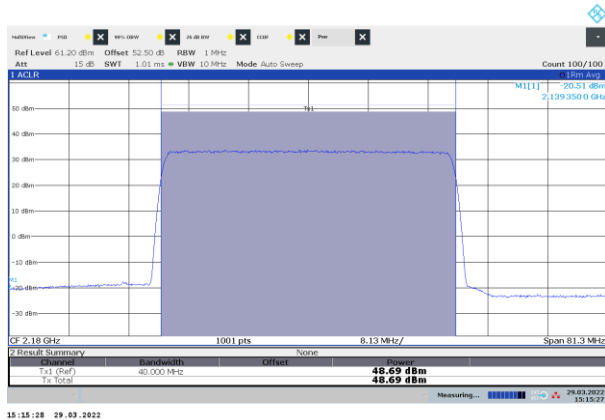 MultiView PSD 99% OBW 26 dB BW CCDF Pwr
Ref Level 61.20 dBm Offset 52.50 dB RBW 1 MHz
Att 15 dB SWT 1.01 ms VBW 10 MHz Mode Auto Sweep Count 100/100
1 ACLR 1Rm Avg
M1[1] -20.51 dBm
2.1393500 GHz
Tx1
50 dBm
40 dBm
30 dBm
20 dBm
10 dBm
0 dBm
-10 dBm
M1
-20 dBm
-30 dBm
CF 2.18 GHz 1001 pts 8.13 MHz/ Span 81.3 MHz
2 Result Summary None
Channel Bandwidth Offset Power
Tx1 (Ref) 40.000 MHz 48.69 dBm
Tx Total 48.69 dBm
Measuring... 29.03.2022
15:15:27
15:15:28 29.03.2022